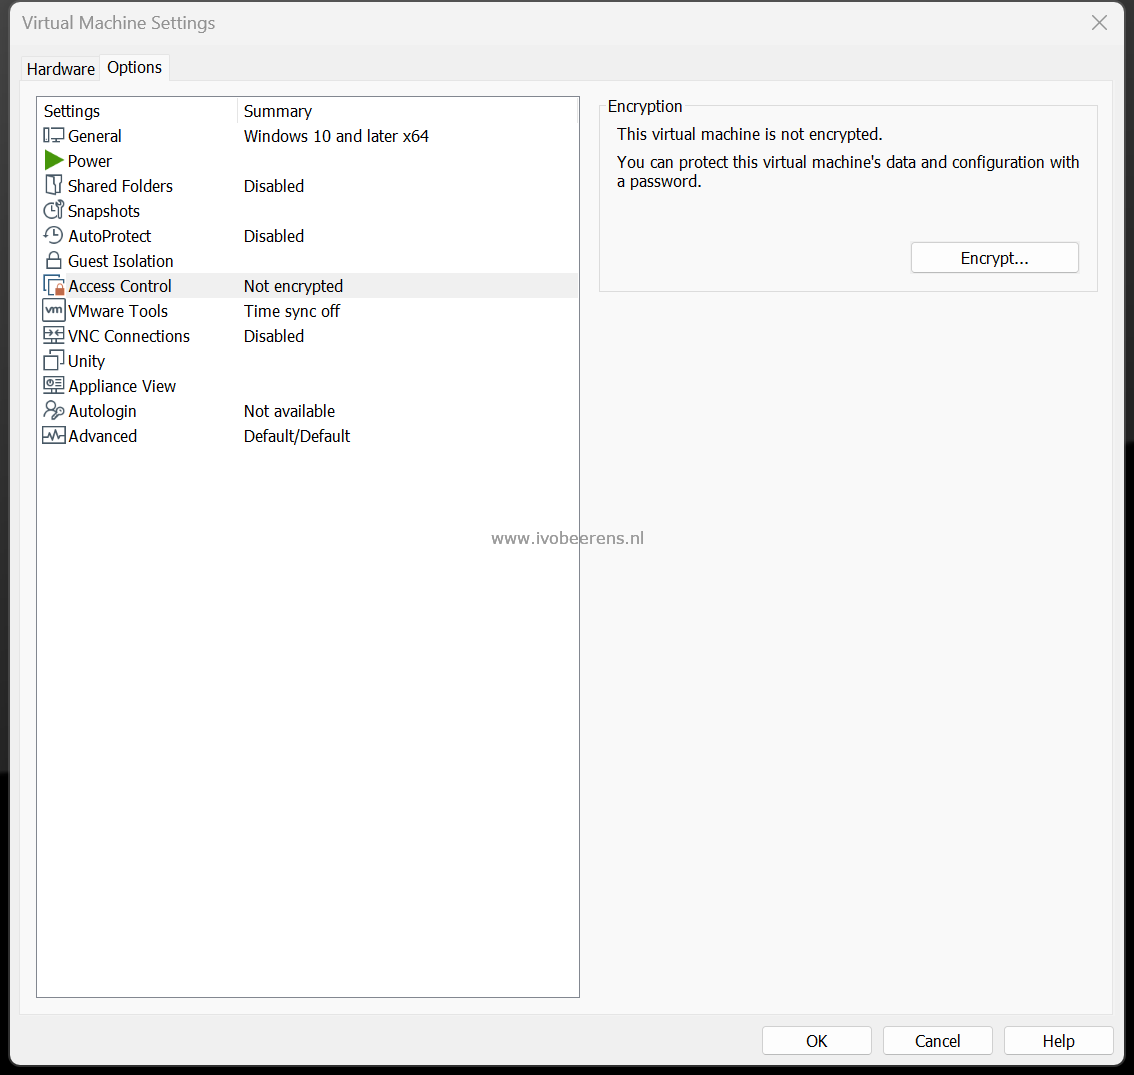 Virtual Machine Settings
Hardware Options
Settings Summary
General Windows 10 and later x64
Power
Shared Folders Disabled
Snapshots
AutoProtect Disabled
Guest Isolation
Access Control Not encrypted
vm VMware Tools Time sync off
VNC Connections Disabled
Unity
Appliance View
Autologin Not available
Advanced Default/Default
Encryption
This virtual machine is not encrypted.
You can protect this virtual machine's data and configuration with
a password.
Encrypt...
www.ivobeerens.nl
OK Cancel Help